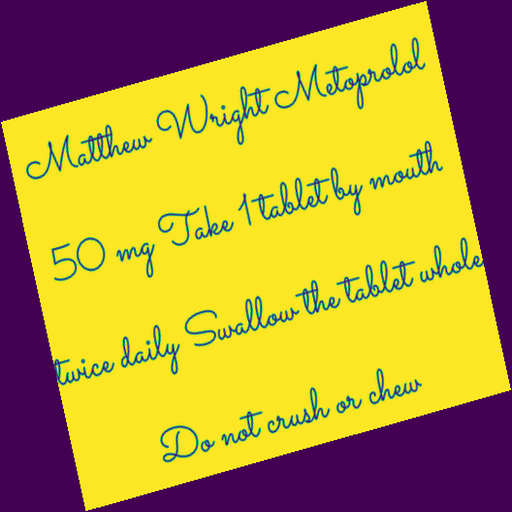 Matthew Wright Metoprolol
50 mg Take 1 tablet by mouth
twice daily Swallow the tablet whole
Do not crush or chew